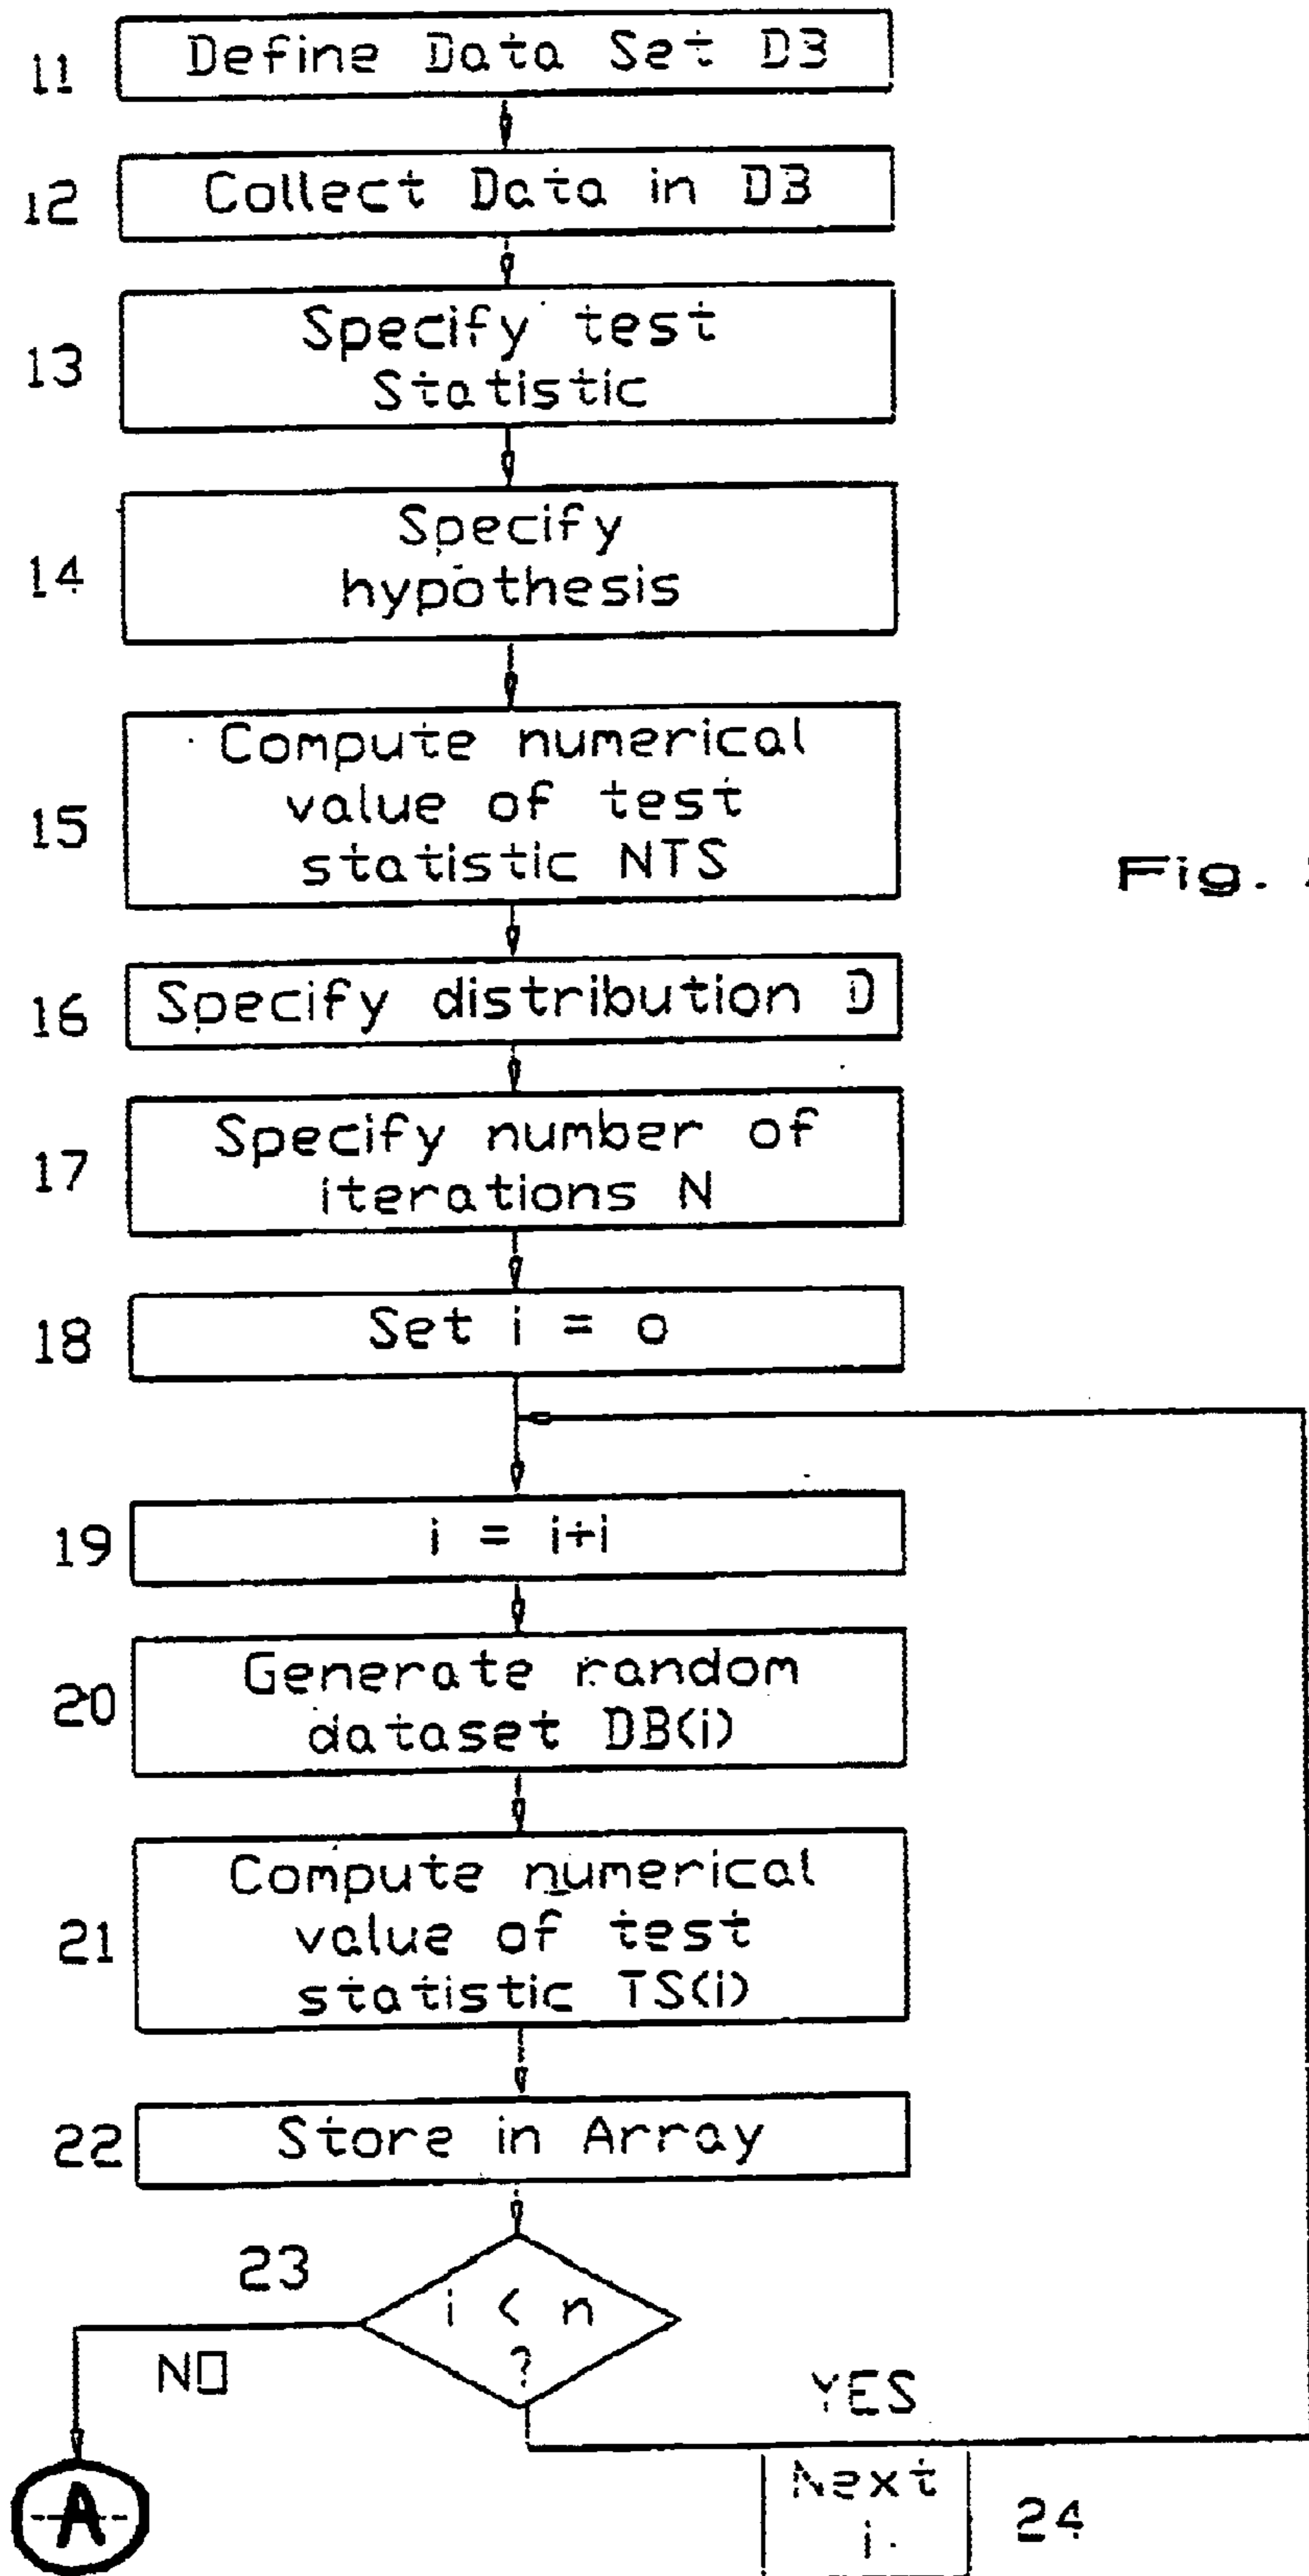 11
Define Data Set DB
12
Collect Data in DB
13
Specify test
Statistic
14
Specify
hypothesis
15
Compute numerical
value of test
statistic NTS
Fig.
16
Specify distribution D
17
Specify number of
iterations N
18
Set i = o
19
i = i+i
20
Generate random
dataset DB(i)
21
Compute numerical
value of test
statistic TS(i)
22
Store in Array
23
i < n
?
NO
YES
A
Next
i
24